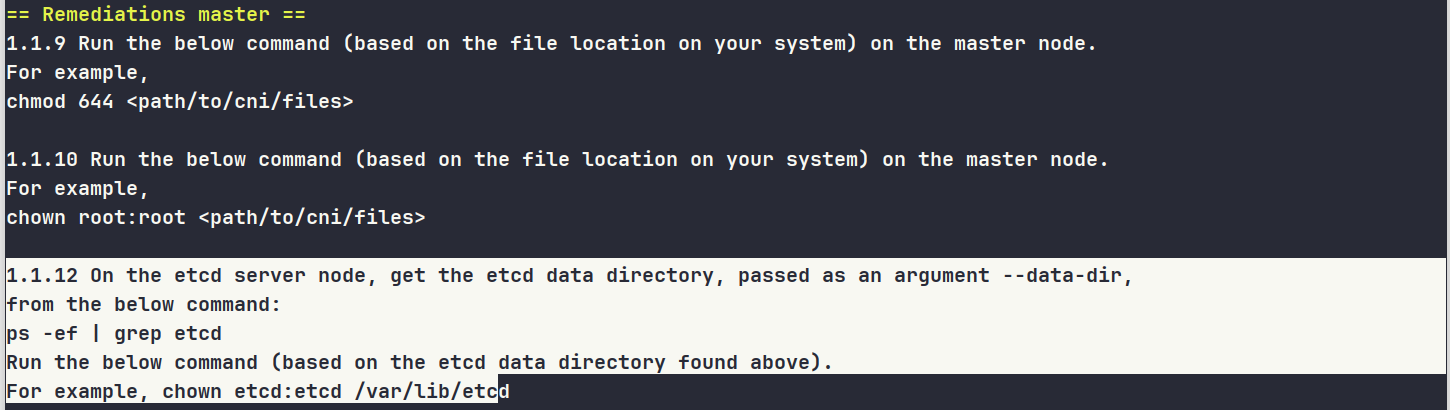 == Remediations master ==
1.1.9 Run the below command (based on the file location on your system) on the master node.
For example,
chmod 644 <path/to/cni/files>
1.1.10 Run the below command (based on the file location on your system) on the master node.
For example,
chown root:root <path/to/cni/files>
1.1.12 On the etcd server node, get the etcd data directory, passed as an argument --data-dir,
from the below command:
ps -ef | grep etcd
Run the below command (based on the etcd data directory found above).
For example, chown etcd:etcd /var/lib/etcd